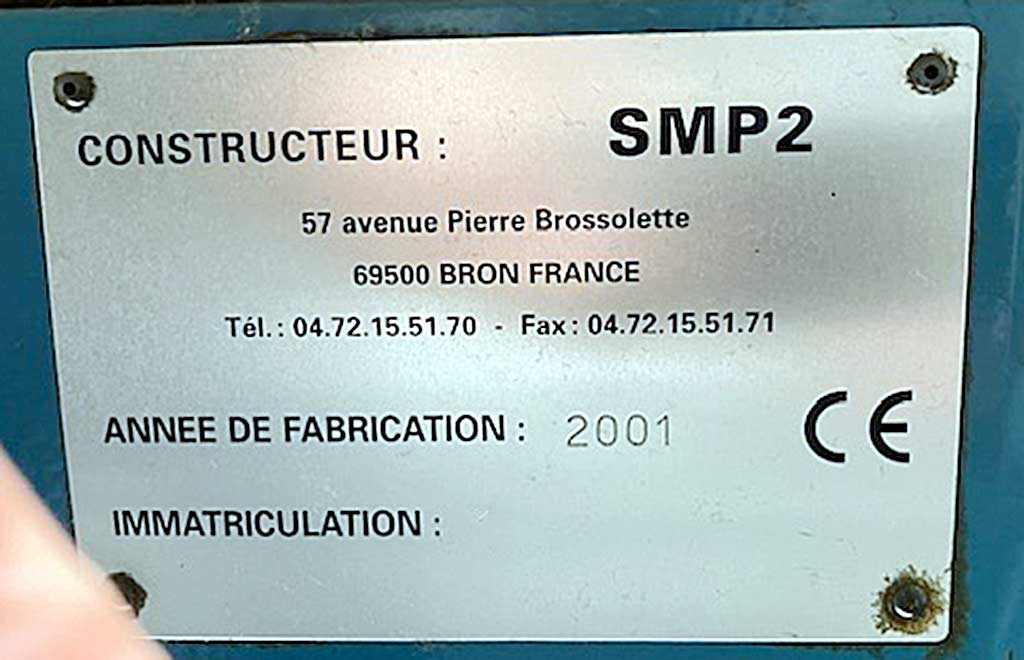 CONSTRUCTEUR : SMP2
57 avenue Pierre Brossolette
69500 BRON FRANCE
Tél. : 04.72.15.51.70 - Fax : 04.72.15.51.71
ANNEE DE FABRICATION : 2001 CE
IMMATRICULATION :